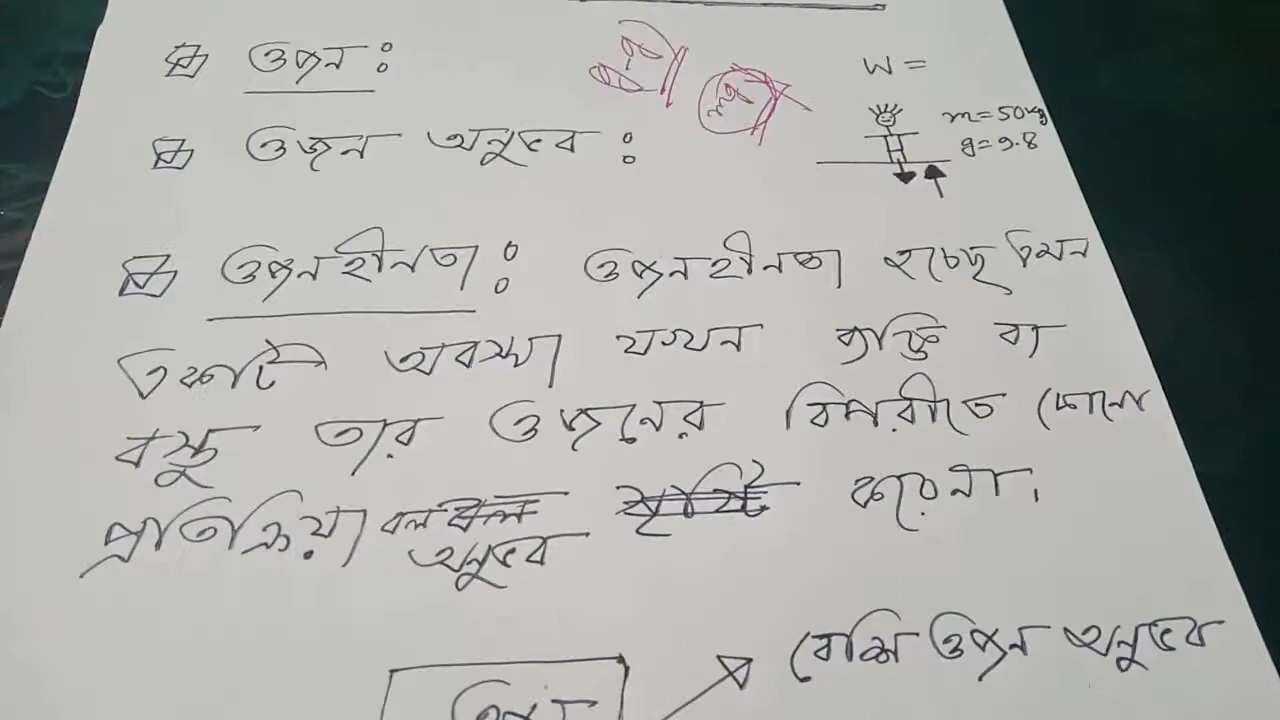 ওজন :
W =
m = 50kg
g = 9.8
ওজন অনুভব :
ওজনহীনতা : ওজনহীনতা হচ্ছে এমন
একটি অবস্থা যখন ব্যক্তি বা
বস্তু তার ওজনের বিপরীতে কোনো
প্রতিক্রিয়া বল বল সৃষ্টি করেনা।
অনুভব
বেশি ওজন অনুভব